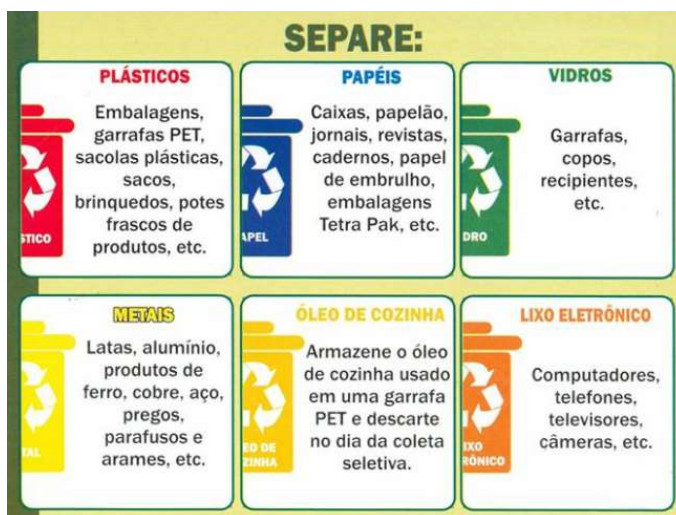 SEPARE:
PLÁSTICOS
Embalagens,
garrafas PET,
sacolas plásticas,
sacos,
brinquedos, potes
frascos de
produtos, etc.
STICO
PAPÉIS
Caixas, papelão,
jornais, revistas,
cadernos, papel
de embrulho,
embalagens
Tetra Pak, etc.
APEL
VIDROS
Garrafas,
copos,
recipientes,
etc.
DRO
METAIS
Latas, alumínio,
produtos de
ferro, cobre, aço,
pregos,
parafusos e
arames, etc.
TAL
ÓLEO DE COZINHA
Armazene o óleo
de cozinha usado
em uma garrafa
PET e descarte
no dia da coleta
seletiva.
EO DE
ZINHA
LIXO ELETRÔNICO
Computadores,
telefones,
televisores,
câmeras, etc.
IXO
RÔNICO